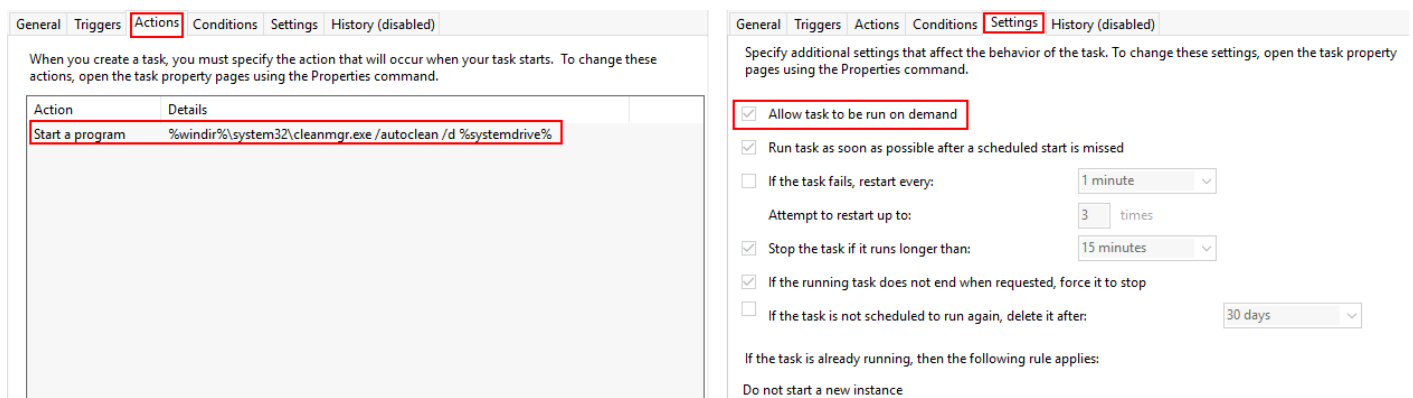 General Triggers Actions Conditions Settings History (disabled)
When you create a task, you must specify the action that will occur when your task starts. To change these
actions, open the task property pages using the Properties command.
Action Details
Start a program %windir%\system32\cleanmgr.exe /autoclean /d %systemdrive%
General Triggers Actions Conditions Settings History (disabled)
Specify additional settings that affect the behavior of the task. To change these settings, open the task property
pages using the Properties command.
Allow task to be run on demand
Run task as soon as possible after a scheduled start is missed
If the task fails, restart every: 1 minute
Attempt to restart up to: 3 times
Stop the task if it runs longer than: 15 minutes
If the running task does not end when requested, force it to stop
If the task is not scheduled to run again, delete it after: 30 days
If the task is already running, then the following rule applies:
Do not start a new instance